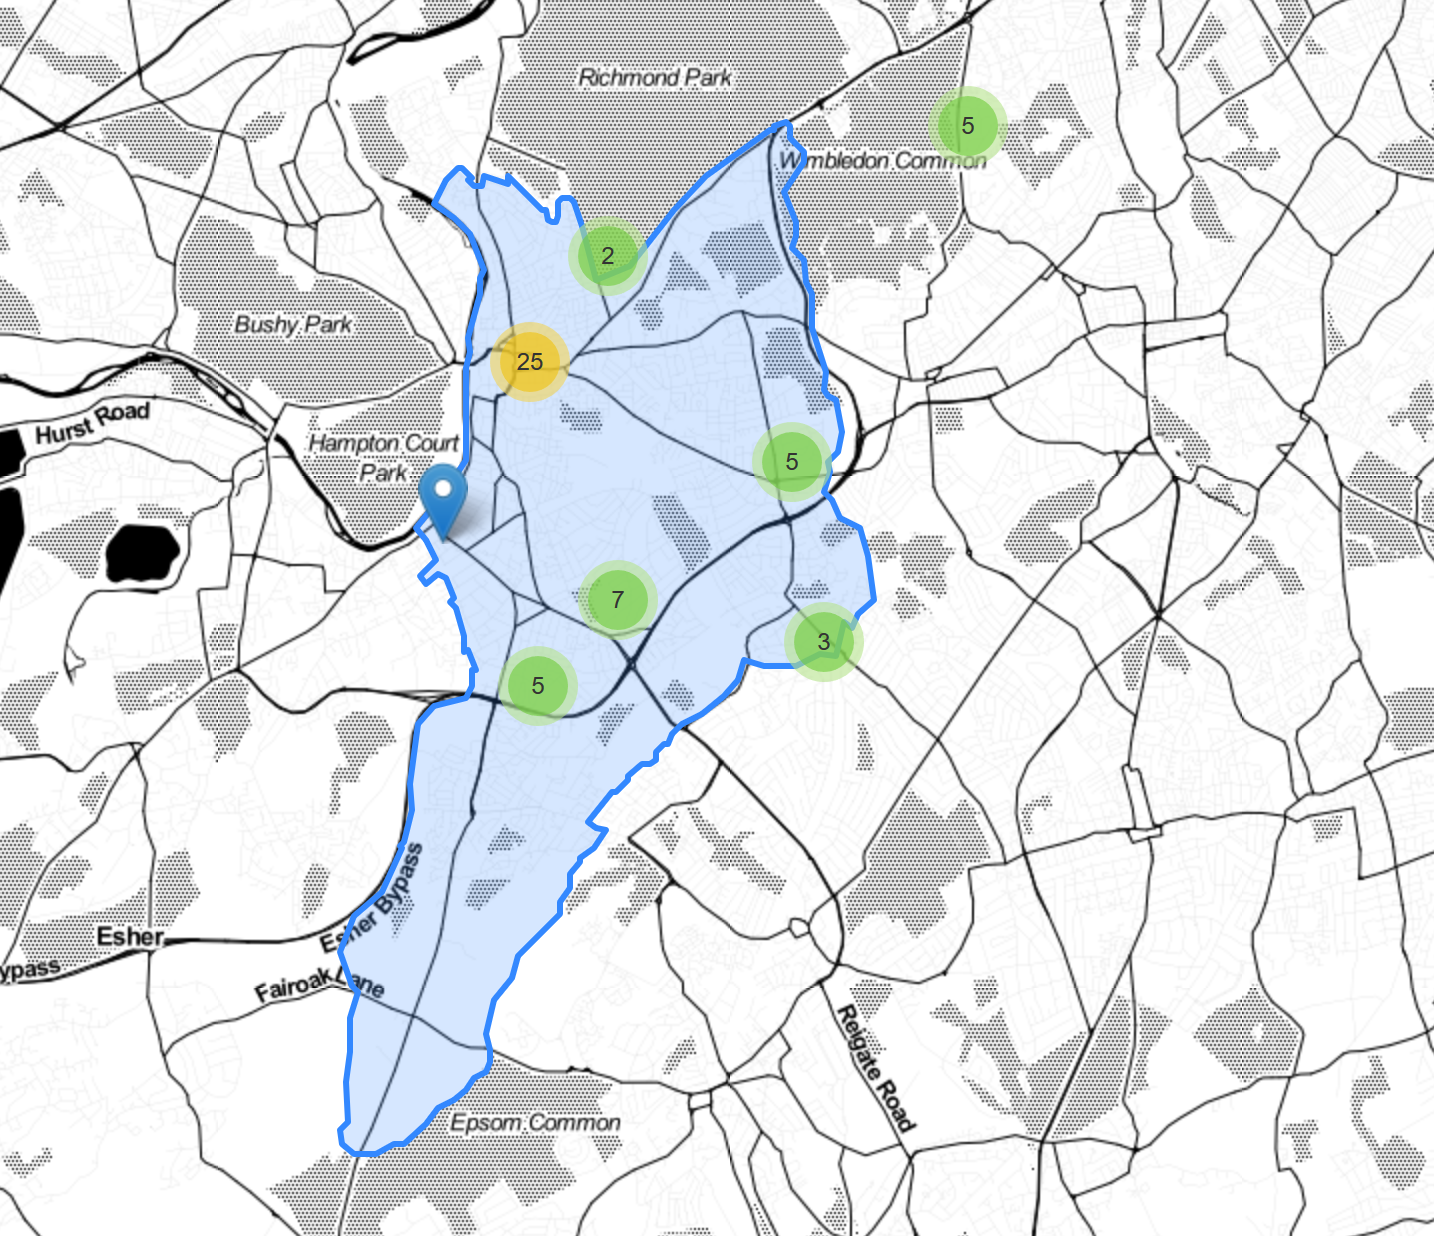 Richmond Park
5
Wimbledon Common
2
Bushy Park
25
Hurst Road
Hampton Court
Park
5
7
3
5
Esher Bypass
Esher
ypass
Fairoak Lane
Reigate Road
Epsom Common